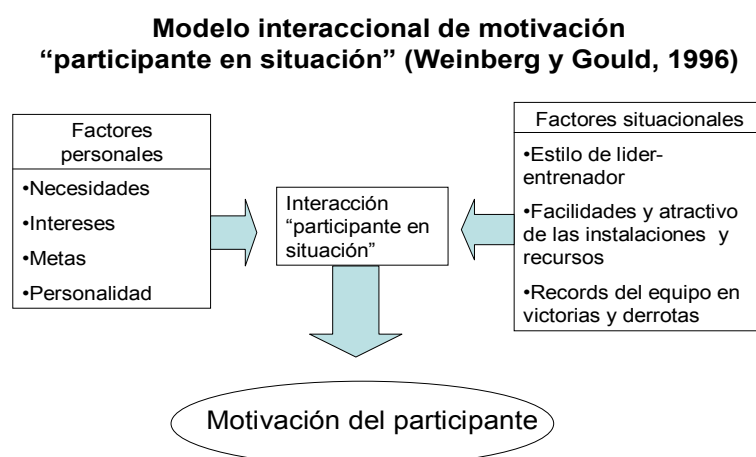 Modelo interaccional de motivación
“participante en situación” (Weinberg y Gould, 1996)
Factores
personales
•Necesidades
•Intereses
•Metas
•Personalidad
Interacción
“participante en
situación”
Factores situacionales
•Estilo de lider-
entrenador
•Facilidades y atractivo
de las instalaciones y
recursos
•Records del equipo en
victorias y derrotas
Motivación del participante